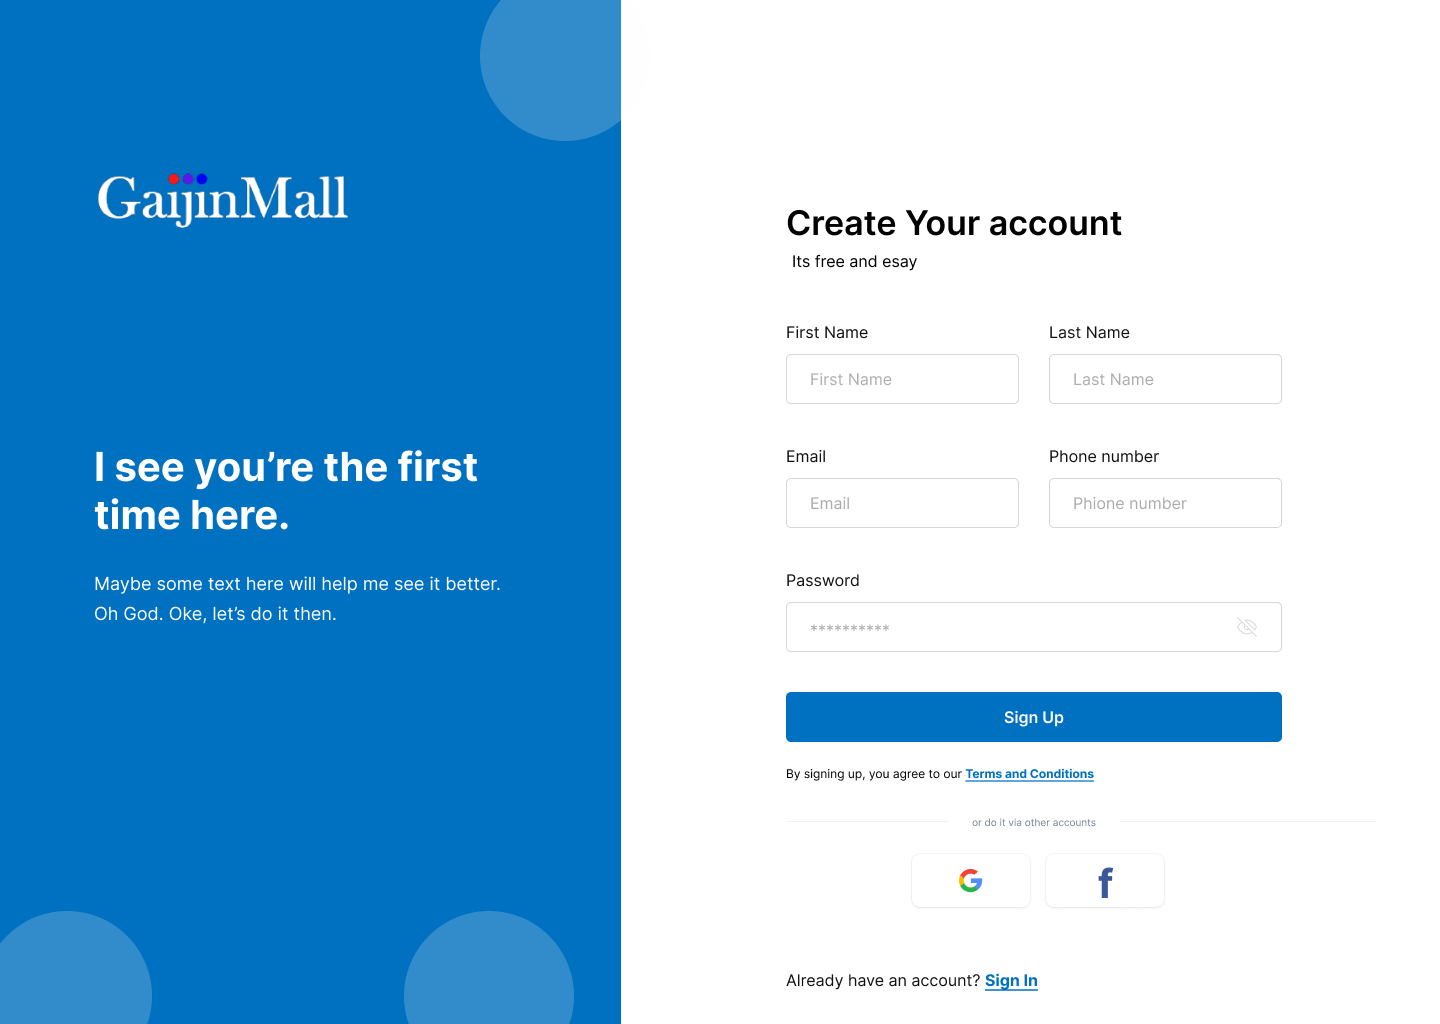 GaijinMall
I see you’re the first
time here.
Maybe some text here will help me see it better.
Oh God. Oke, let’s do it then.
Create Your account
Its free and esay
First Name
Last Name
First Name
Last Name
Email
Phone number
Email
Phione number
Password
**********
Sign Up
By signing up, you agree to our Terms and Conditions
or do it via other accounts
Already have an account? Sign In